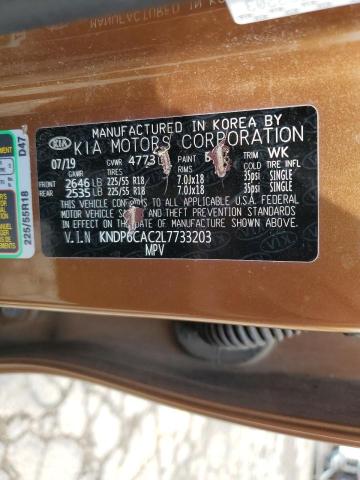 MANUFACTURED IN KOREA BY
KIA KIA MOTORS CORPORATION
07/19 GVWR 4773 PAINT TRIM WK
RIMS COLD TIRE INFL
FRONT 2646 LB 225/55 R18 7.0Jx18 35psi SINGLE
REAR 2535 LB 225/55 R18 7.0Jx18 35psi SINGLE
THIS VEHICLE CONFORMS TO ALL APPLICABLE U.S.A. FEDERAL
MOTOR VEHICLE SAFETY AND THEFT PREVENTION STANDARDS
IN EFFECT ON THE DATE OF MANUFACTURE SHOWN ABOVE.
V.I.N KNDP6CAC2L7733203
MPV
D47
225/55R18